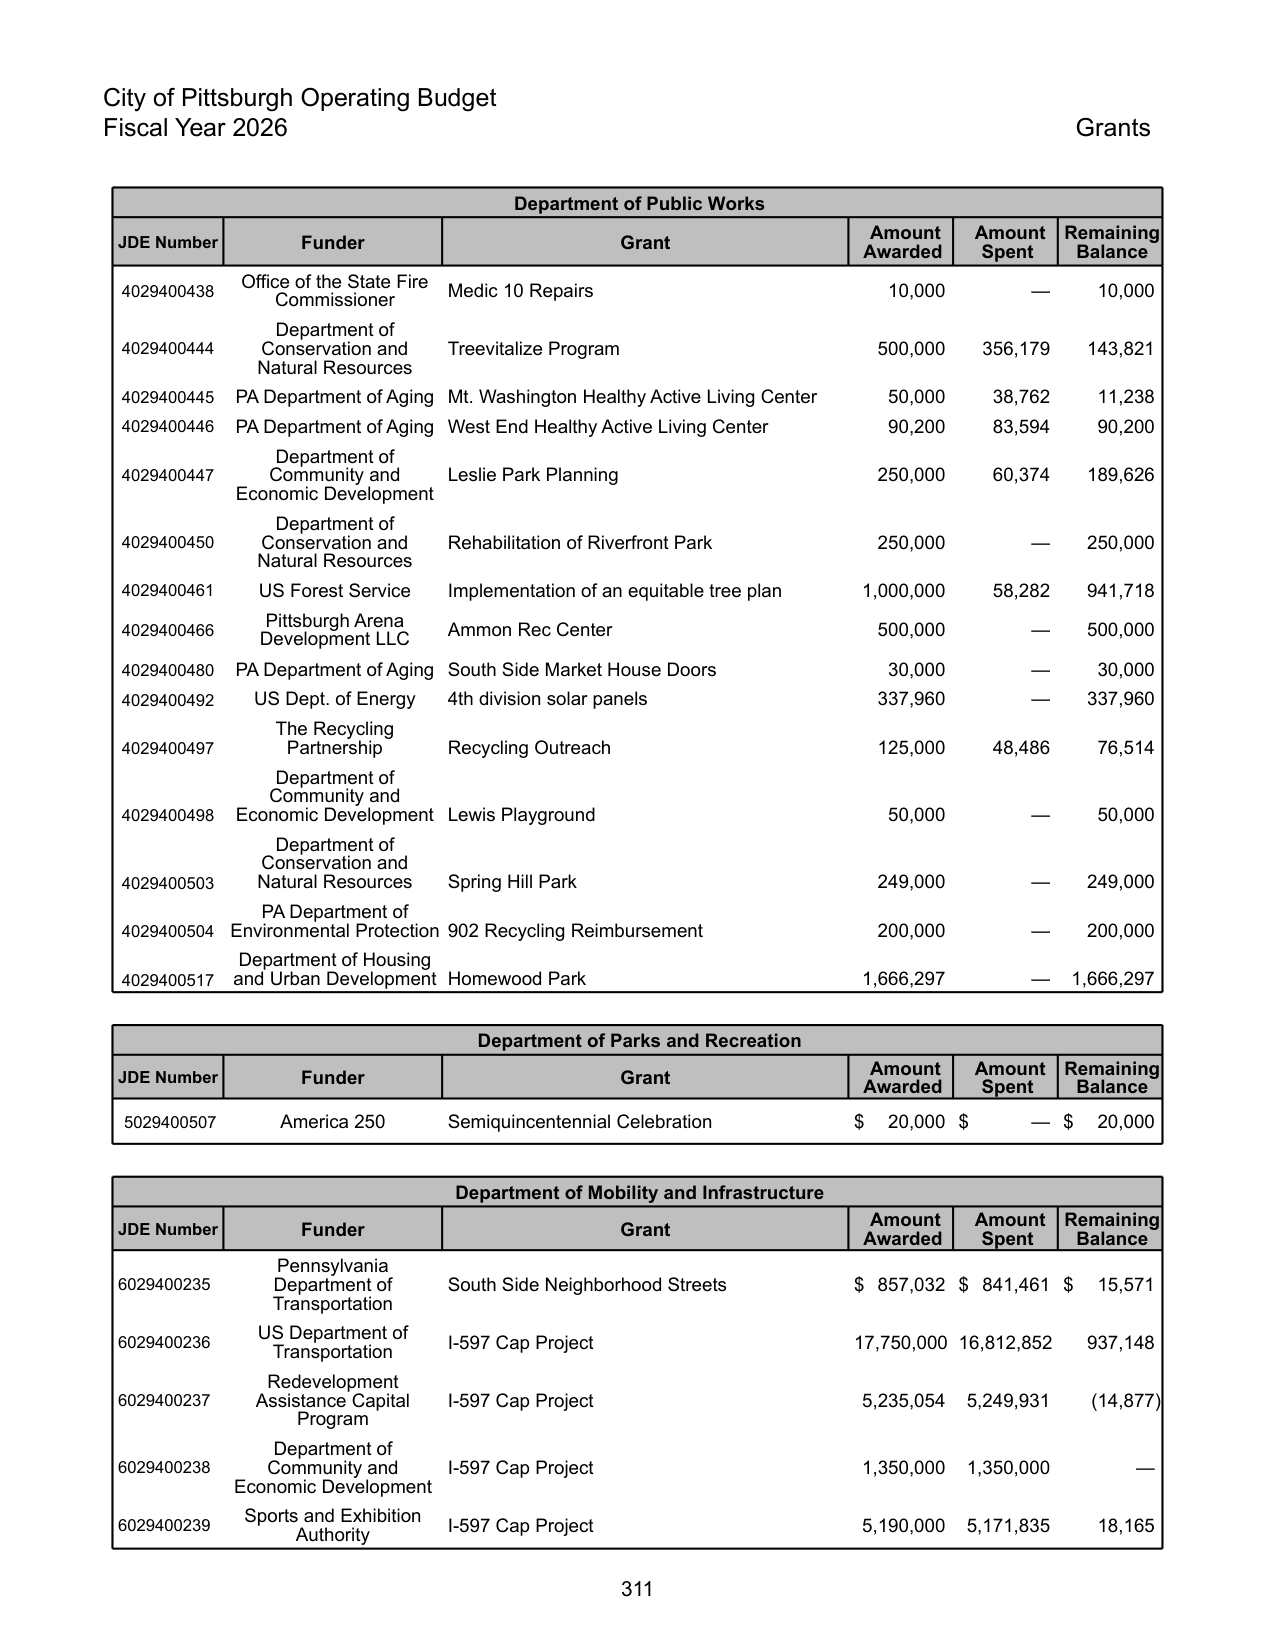 City of Pittsburgh Operating Budget
Fiscal Year 2026 Grants
Department of Public Works
JDE Number Funder Grant Amount Awarded Amount Spent Remaining Balance
4029400438 Office of the State Fire Commissioner Medic 10 Repairs 10,000 — 10,000
4029400444 Department of Conservation and Natural Resources Treevitalize Program 500,000 356,179 143,821
4029400445 PA Department of Aging Mt. Washington Healthy Active Living Center 50,000 38,762 11,238
4029400446 PA Department of Aging West End Healthy Active Living Center 90,200 83,594 90,200
4029400447 Department of Community and Economic Development Leslie Park Planning 250,000 60,374 189,626
4029400450 Department of Conservation and Natural Resources Rehabilitation of Riverfront Park 250,000 — 250,000
4029400461 US Forest Service Implementation of an equitable tree plan 1,000,000 58,282 941,718
4029400466 Pittsburgh Arena Development LLC Ammon Rec Center 500,000 — 500,000
4029400480 PA Department of Aging South Side Market House Doors 30,000 — 30,000
4029400492 US Dept. of Energy 4th division solar panels 337,960 — 337,960
4029400497 The Recycling Partnership Recycling Outreach 125,000 48,486 76,514
4029400498 Department of Community and Economic Development Lewis Playground 50,000 — 50,000
4029400503 Department of Conservation and Natural Resources Spring Hill Park 249,000 — 249,000
4029400504 PA Department of Environmental Protection 902 Recycling Reimbursement 200,000 — 200,000
4029400517 Department of Housing and Urban Development Homewood Park 1,666,297 — 1,666,297
Department of Parks and Recreation
JDE Number Funder Grant Amount Awarded Amount Spent Remaining Balance
5029400507 America 250 Semiquincentennial Celebration $ 20,000 $ — $ 20,000
Department of Mobility and Infrastructure
JDE Number Funder Grant Amount Awarded Amount Spent Remaining Balance
6029400235 Pennsylvania Department of Transportation South Side Neighborhood Streets $ 857,032 $ 841,461 $ 15,571
6029400236 US Department of Transportation I-597 Cap Project 17,750,000 16,812,852 937,148
6029400237 Redevelopment Assistance Capital Program I-597 Cap Project 5,235,054 5,249,931 (14,877)
6029400238 Department of Community and Economic Development I-597 Cap Project 1,350,000 1,350,000 —
6029400239 Sports and Exhibition Authority I-597 Cap Project 5,190,000 5,171,835 18,165
311